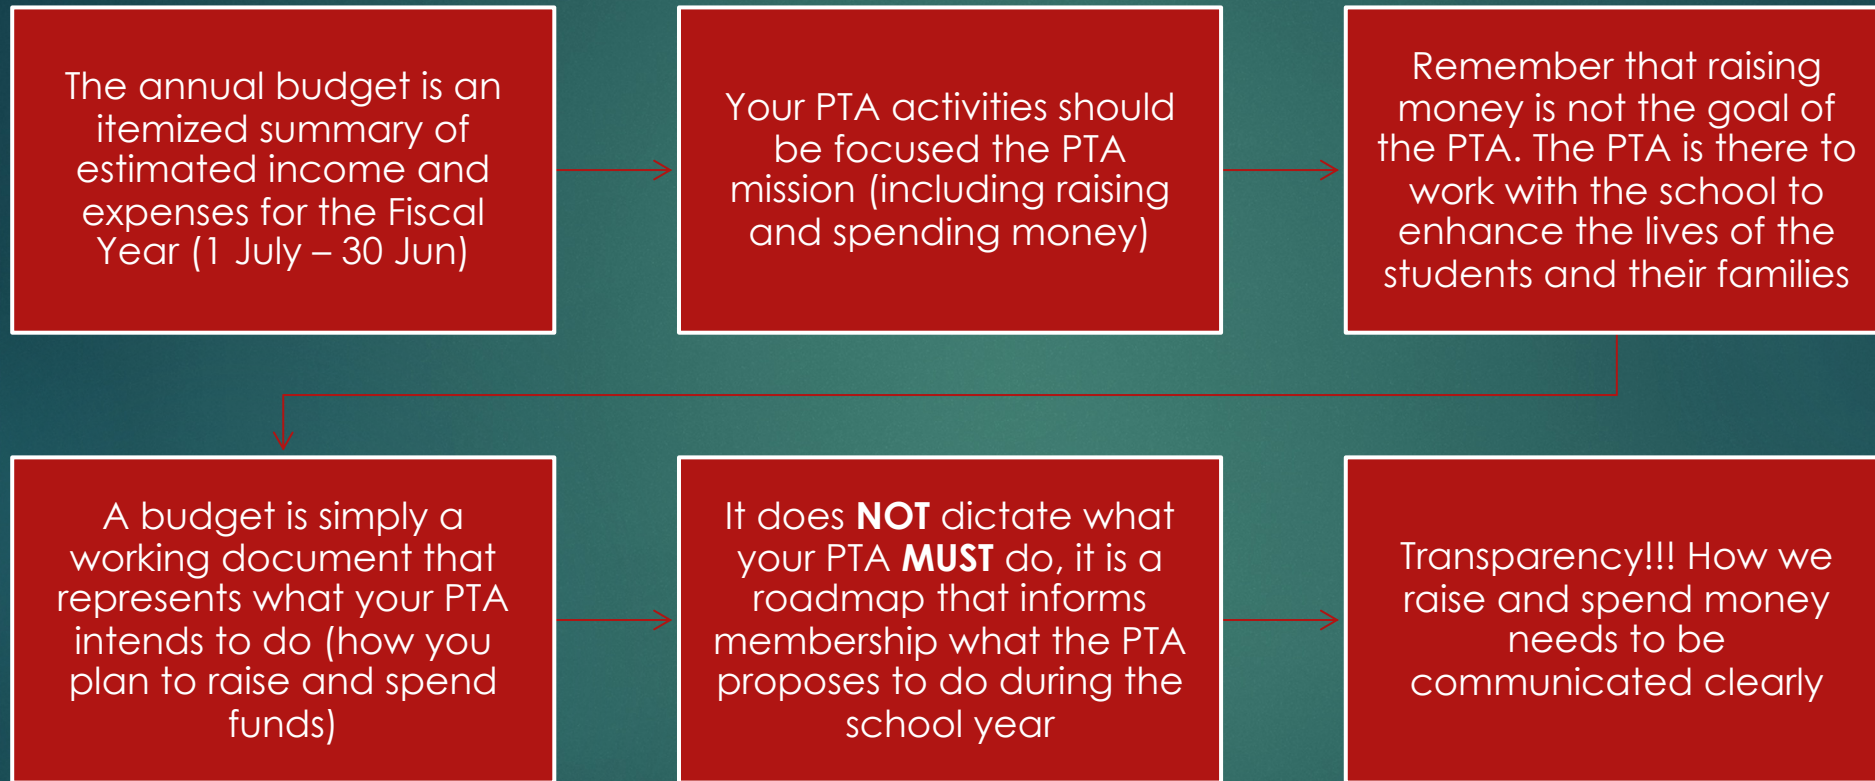 The annual budget is an
itemized summary of
estimated income and
expenses for the Fiscal
Year (1 July – 30 Jun)
Your PTA activities should
be focused the PTA
mission (including raising
and spending money)
Remember that raising
money is not the goal of
the PTA. The PTA is there to
work with the school to
enhance the lives of the
students and their families
A budget is simply a
working document that
represents what your PTA
intends to do (how you
plan to raise and spend
funds)
It does NOT dictate what
your PTA MUST do, it is a
roadmap that informs
membership what the PTA
proposes to do during the
school year
Transparency!!! How we
raise and spend money
needs to be
communicated clearly